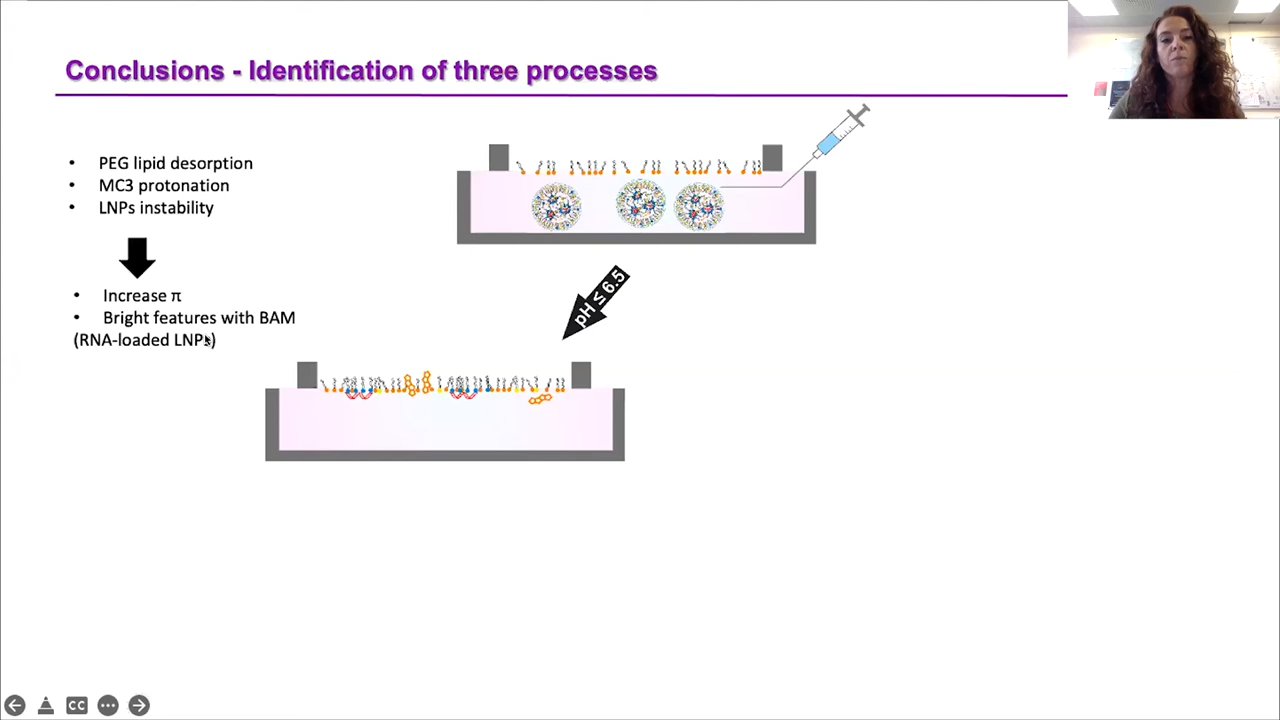 Conclusions - Identification of three processes
• PEG lipid desorption
• MC3 protonation
• LNPs instability
• Increase π
• Bright features with BAM
(RNA-loaded LNPs)
pH ≤ 6.5
CC